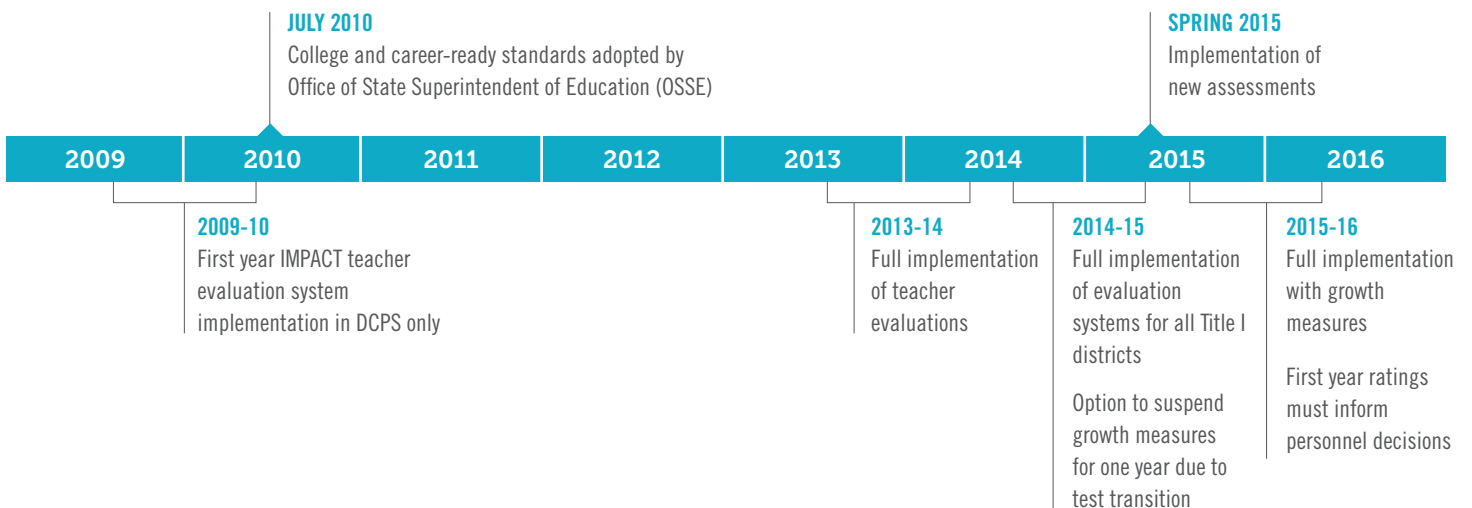 JULY 2010
College and career-ready standards adopted by
Office of State Superintendent of Education (OSSE)
SPRING 2015
Implementation of
new assessments
2009 2010 2011 2012 2013 2014 2015 2016
2009-10
First year IMPACT teacher
evaluation system
implementation in DCPS only
2013-14
Full implementation
of teacher
evaluations
2014-15
Full implementation
of evaluation
systems for all Title I
districts
Option to suspend
growth measures
for one year due to
test transition
2015-16
Full implementation
with growth
measures
First year ratings
must inform
personnel decisions